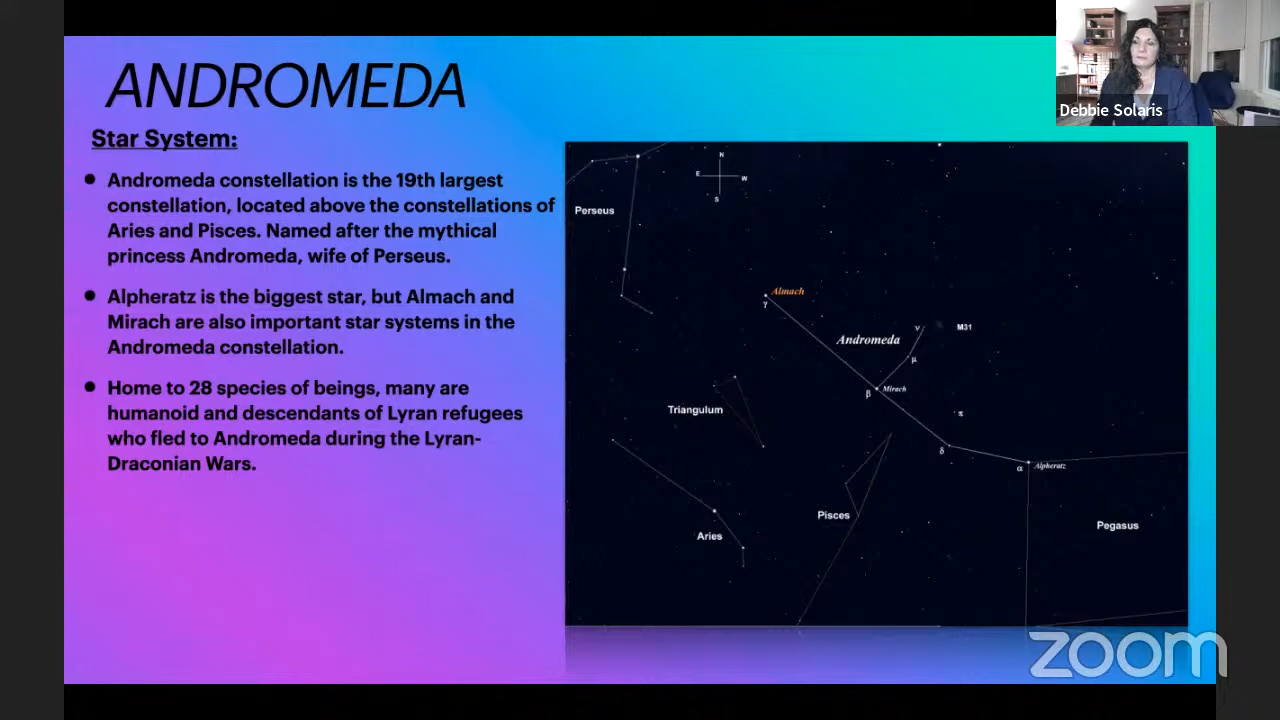 ANDROMEDA
Star System:
Andromeda constellation is the 19th largest
constellation, located above the constellations of
Aries and Pisces. Named after the mythical
princess Andromeda, wife of Perseus.
Alpheratz is the biggest star, but Almach and
Mirach are also important star systems in the
Andromeda constellation.
Home to 28 species of beings, many are
humanoid and descendants of Lyran refugees
who fled to Andromeda during the Lyran-
Draconian Wars.
Debbie Solaris
N
E
W
S
Perseus
Almach
γ
Andromeda
ν
M31
μ
β
Mirach
π
Triangulum
δ
α
Alpheratz
Pisces
Pegasus
Aries
zoom